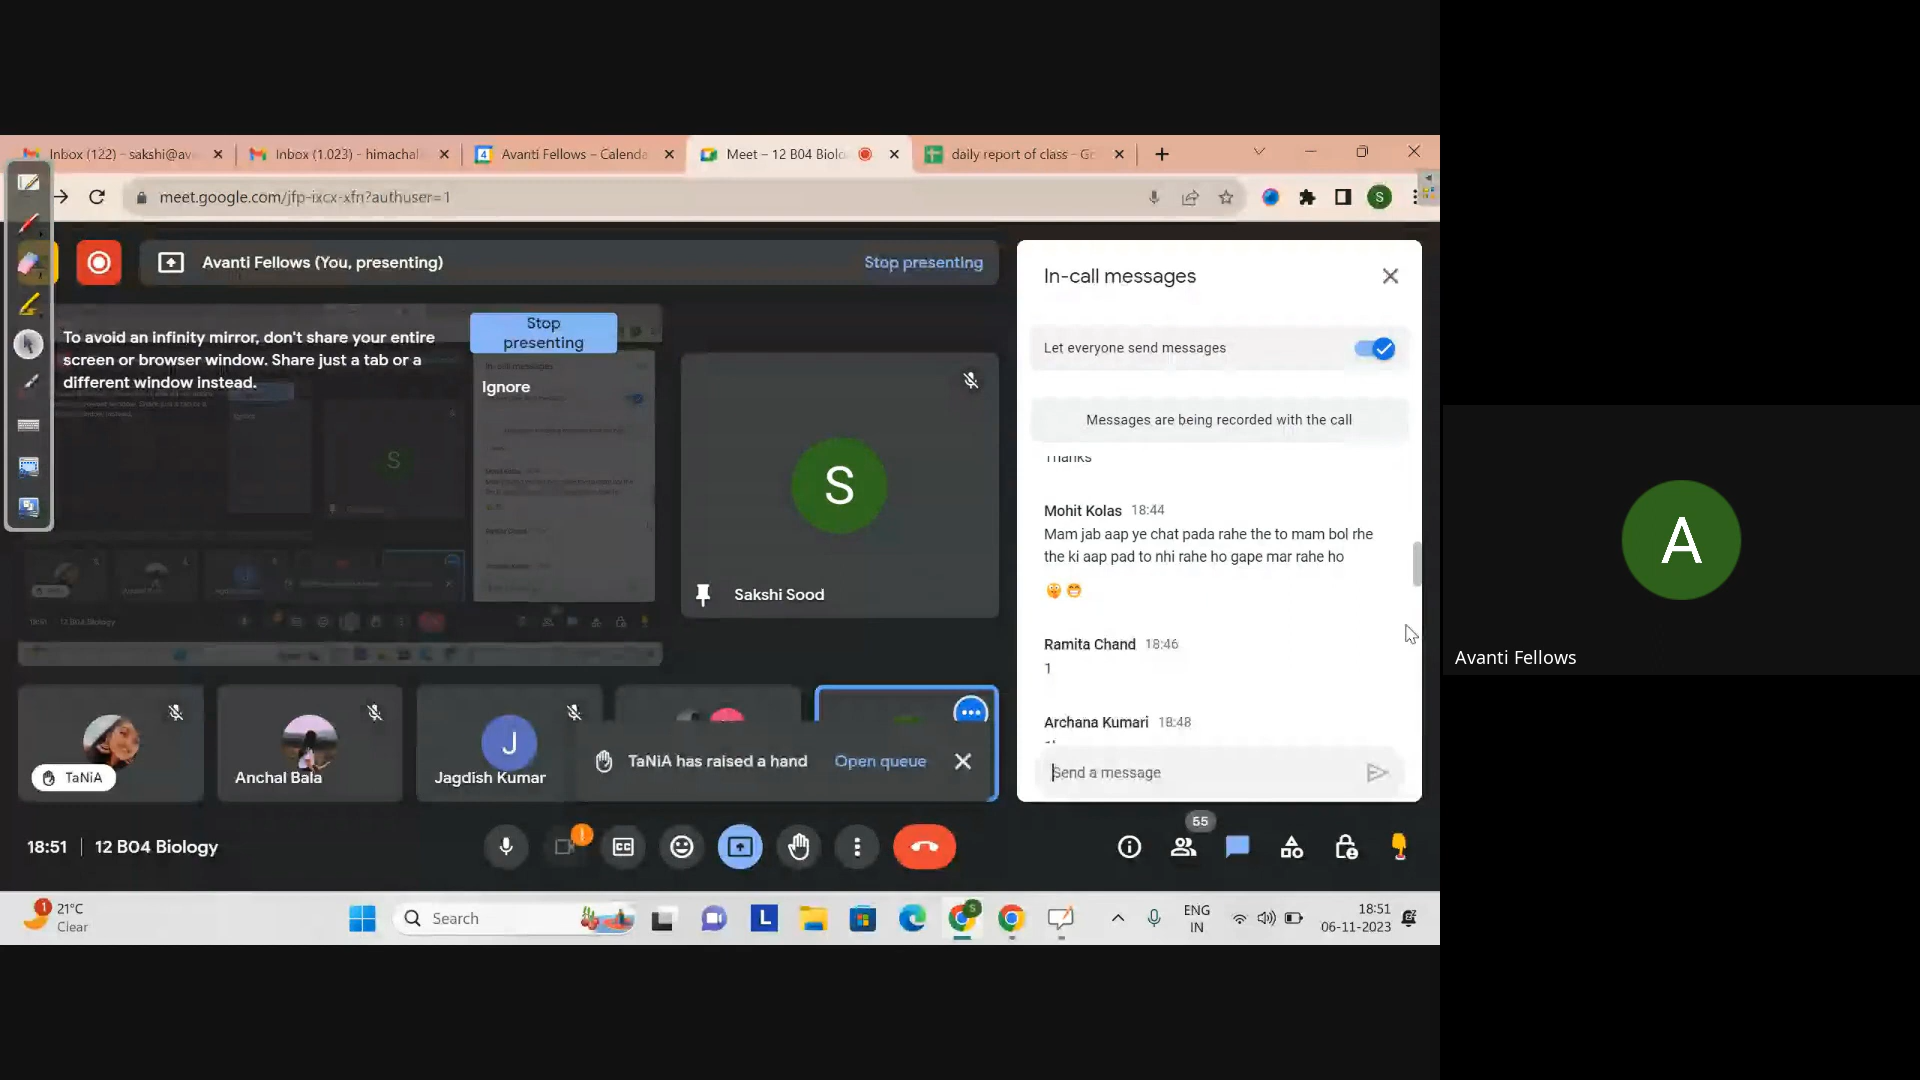 Inbox (122) – sakshi@av
Inbox (1,023) – himachal
Avanti Fellows – Calenda
Meet – 12 B04 Biolo
daily report of class - G
meet.google.com/jfp-ixcx-xfn?authuser=1
S
Avanti Fellows (You, presenting)
Stop presenting
To avoid an infinity mirror, don't share your entire
screen or browser window. Share just a tab or a
different window instead.
Stop
presenting
Ignore
S
Sakshi Sood
In-call messages
Let everyone send messages
Messages are being recorded with the call
Thanks
Mohit Kolas 18:44
Mam jab aap ye chat pada rahe the to mam bol rhe
the ki aap pad to nhi rahe ho gape mar rahe ho
Ramita Chand 18:46
1
Archana Kumari 18:48
Send a message
TaNiA
Anchal Bala
J
Jagdish Kumar
TaNiA has raised a hand
Open queue
18:51 | 12 B04 Biology
55
A
Avanti Fellows
1
21°C
Clear
Search
L
ENG
IN
18:51
06-11-2023